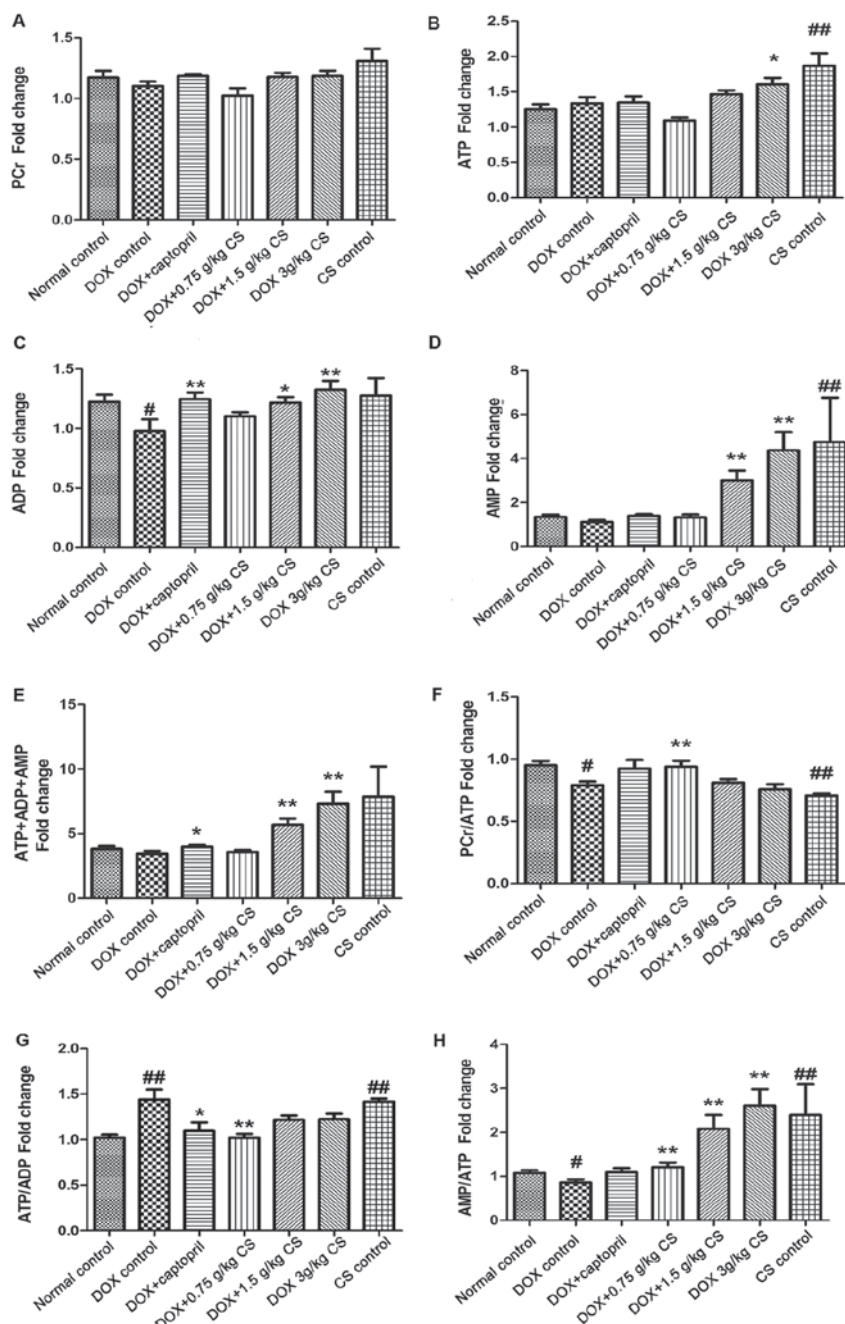 A
PCr Fold change
1.5
1.0
0.5
0.0
Normal control
DOX control
DOX+captopril
DOX+0.75 g/kg CS
DOX+1.5 g/kg CS
DOX 3g/kg CS
CS control
B
ATP Fold change
2.5
2.0
1.5
1.0
0.5
0.0
*
##
Normal control
DOX control
DOX+captopril
DOX+0.75 g/kg CS
DOX+1.5 g/kg CS
DOX 3g/kg CS
CS control
C
ADP Fold change
1.5
1.0
0.5
0.0
#
**
*
**
Normal control
DOX control
DOX+captopril
DOX+0.75 g/kg CS
DOX+1.5 g/kg CS
DOX 3g/kg CS
CS control
D
AMP Fold change
8
6
4
2
0
**
**
##
Normal control
DOX control
DOX+captopril
DOX+0.75 g/kg CS
DOX+1.5 g/kg CS
DOX 3g/kg CS
CS control
E
ATP+ADP+AMP
Fold change
15
10
5
0
*
**
**
Normal control
DOX control
DOX+captopril
DOX+0.75 g/kg CS
DOX+1.5 g/kg CS
DOX 3g/kg CS
CS control
F
PCr/ATP Fold change
1.5
1.0
0.5
0.0
#
**
##
Normal control
DOX control
DOX+captopril
DOX+0.75 g/kg CS
DOX+1.5 g/kg CS
DOX 3g/kg CS
CS control
G
ATP/ADP Fold change
2.0
1.5
1.0
0.5
0.0
##
*
**
##
Normal control
DOX control
DOX+captopril
DOX+0.75 g/kg CS
DOX+1.5 g/kg CS
DOX 3g/kg CS
CS control
H
AMP/ATP Fold change
4
3
2
1
0
#
**
**
**
##
Normal control
DOX control
DOX+captopril
DOX+0.75 g/kg CS
DOX+1.5 g/kg CS
DOX 3g/kg CS
CS control